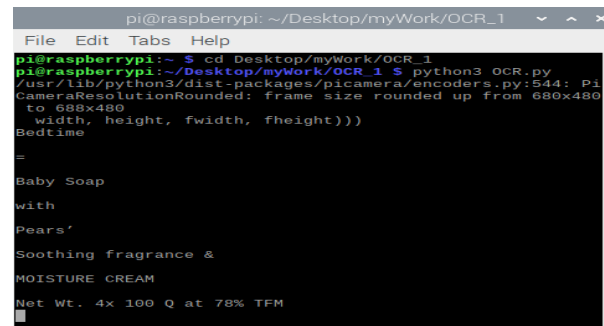 pi@raspberrypi: ~/Desktop/myWork/OCR_1
File Edit Tabs Help
pi@raspberrypi:~ $ cd Desktop/myWork/OCR_1
pi@raspberrypi:~/Desktop/myWork/OCR_1 $ python3 OCR.py
/usr/lib/python3/dist-packages/picamera/encoders.py:544: Pi
CameraResolutionRounded: frame size rounded up from 680x480
to 688x480
width, height, fwidth, fheight)))
Bedtime
=
Baby Soap
with
Pears’
Soothing fragrance &
MOISTURE CREAM
Net Wt. 4x 100 Q at 78% TFM